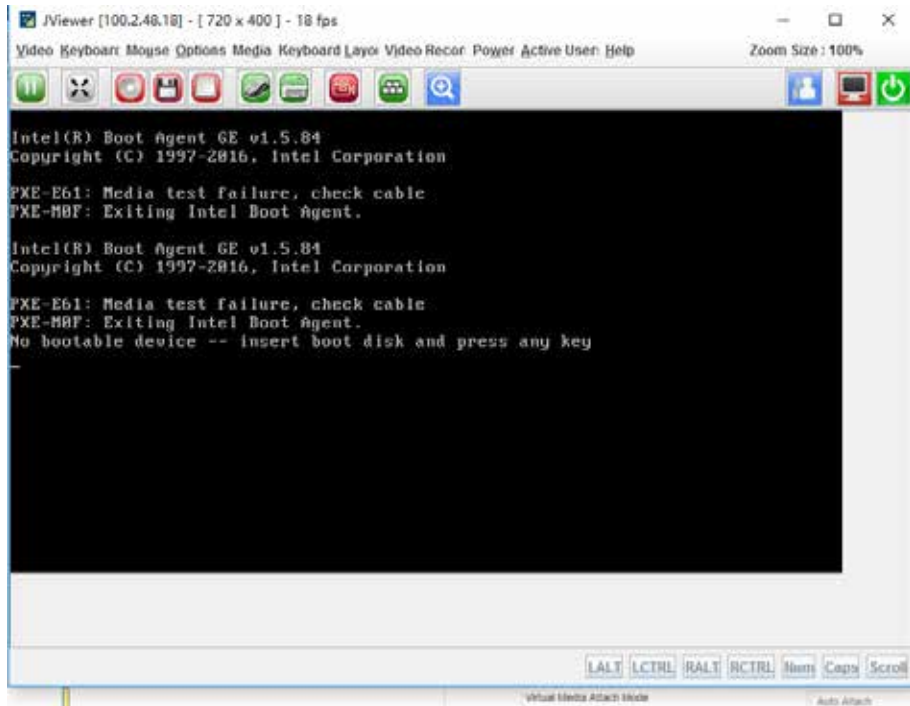 JViewer [100.2.48.18] - [ 720 x 400 ] - 18 fps
Video Keyboard Mouse Options Media Keyboard Layou Video Recor Power Active User: Help
Zoom Size : 100%
Intel(R) Boot Agent GE v1.5.84
Copyright (C) 1997-2016, Intel Corporation
PXE-E61: Media test failure, check cable
PXE-M0F: Exiting Intel Boot Agent.
Intel(R) Boot Agent GE v1.5.84
Copyright (C) 1997-2016, Intel Corporation
PXE-E61: Media test failure, check cable
PXE-M0F: Exiting Intel Boot Agent.
No bootable device -- insert boot disk and press any key
LALT LCTRL RALT RCTRL Num Caps Scroll
Virtual Media Attach Mode
Auto Attach